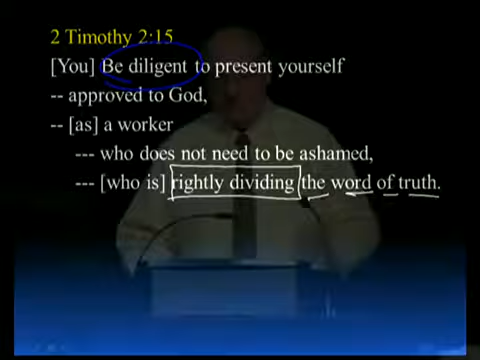 2 Timothy 2:15
[You] Be diligent to present yourself
-- approved to God,
-- [as] a worker
--- who does not need to be ashamed,
--- [who is] rightly dividing the word of truth.